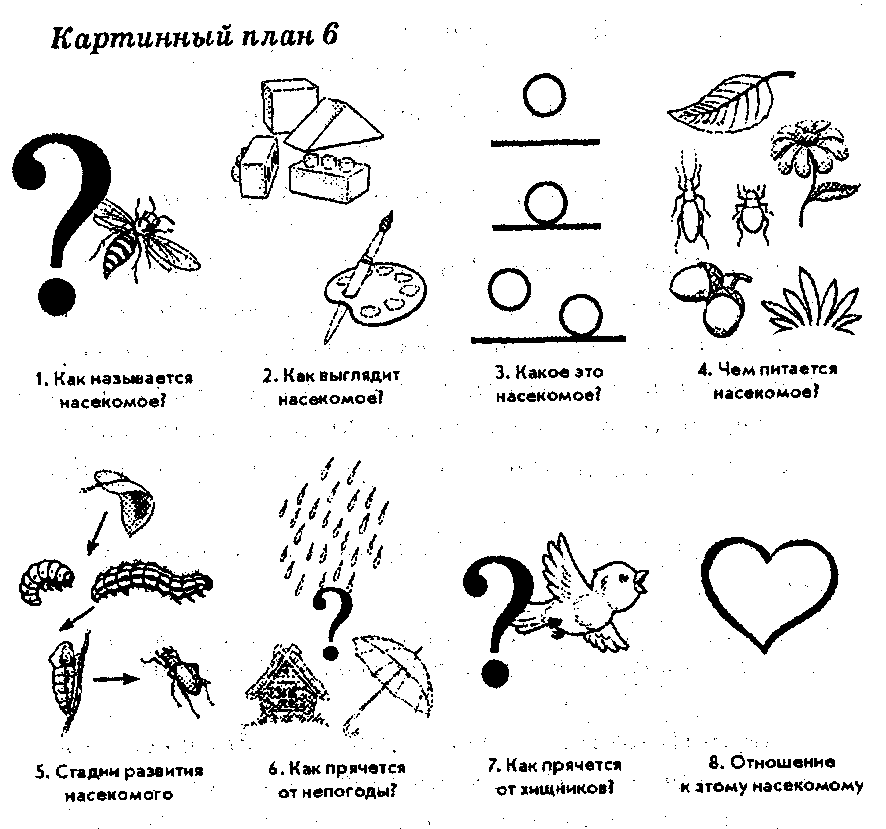 Картинный план 6
1. Как называется
насекомое?
2. Как выглядит
насекомое?
3. Какое это
насекомое?
4. Чем питается
насекомое?
5. Стадии развития
насекомого
6. Как прячется
от непогоды?
7. Как прячется
от хищников?
8. Отношение
к этому насекомому